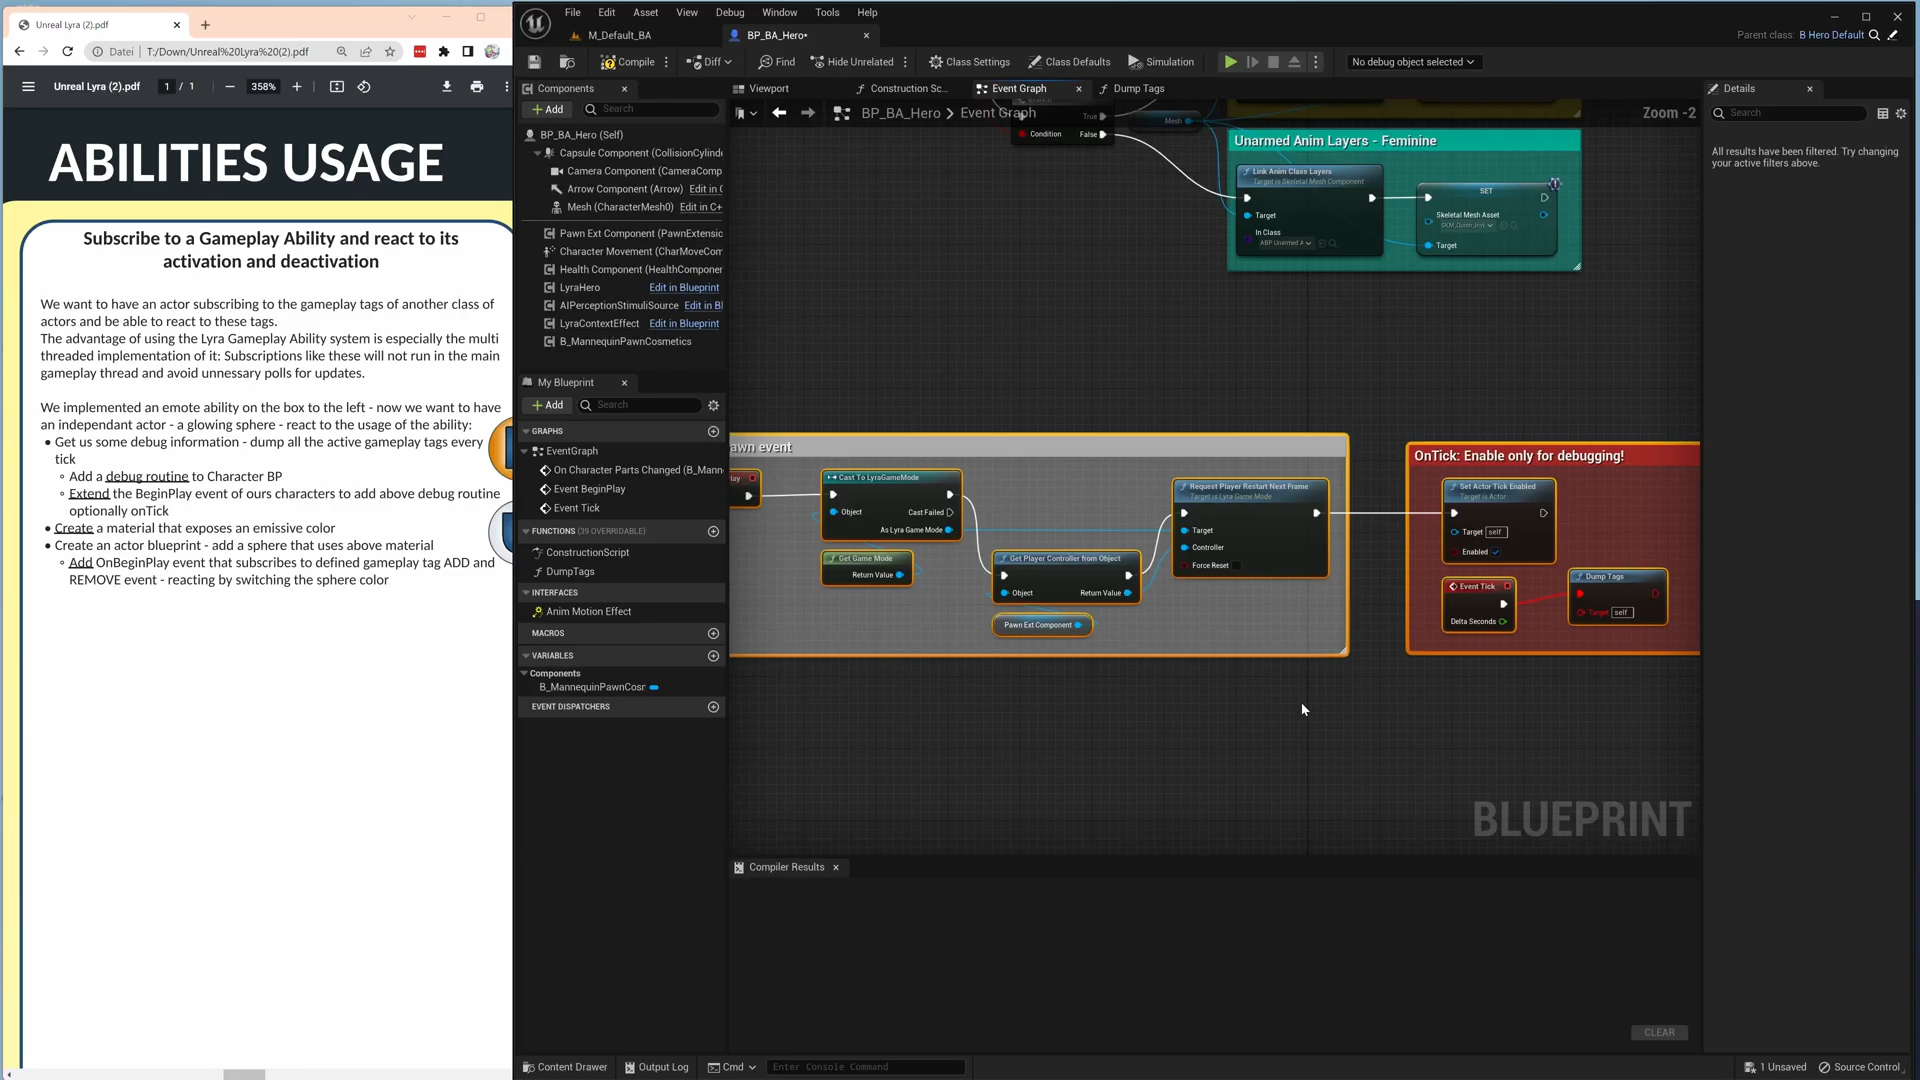 Unreal Lyra (2).pdf
Datei
T:/Down/Unreal%20Lyra%20(2).pdf
Unreal Lyra (2).pdf
1 / 1
358%
ABILITIES USAGE
Subscribe to a Gameplay Ability and react to its
activation and deactivation
We want to have an actor subscribing to the gameplay tags of another class of
actors and be able to react to these tags.
The advantage of using the Lyra Gameplay Ability system is especially the multi
threaded implementation of it: Subscriptions like these will not run in the main
gameplay thread and avoid unnessary polls for updates.
We implemented an emote ability on the box to the left - now we want to have
an independant actor - a glowing sphere - react to the usage of the ability:
• Get us some debug information - dump all the active gameplay tags every
tick
Add a debug routine to Character BP
Extend the BeginPlay event of ours characters to add above debug routine
optionally onTick
• Create a material that exposes an emissive color
• Create an actor blueprint - add a sphere that uses above material
Add OnBeginPlay event that subscribes to defined gameplay tag ADD and
REMOVE event - reacting by switching the sphere color
File Edit Asset View Debug Window Tools Help
M_Default_BA
BP_BA_Hero*
Parent class: B Hero Default
Compile
Diff
Find
Hide Unrelated
Class Settings
Class Defaults
Simulation
No debug object selected
Components
Add
Search
BP_BA_Hero (Self)
Capsule Component (CollisionCylinde
Camera Component (CameraComp
Arrow Component (Arrow) Edit in C
Mesh (CharacterMesh0) Edit in C+
Pawn Ext Component (PawnExtensio
Character Movement (CharMoveCom
Health Component (HealthComponer
LyraHero Edit in Blueprint
AIPerceptionStimuliSource Edit in Bl
LyraContextEffect Edit in Blueprint
B_MannequinPawnCosmetics
My Blueprint
Add
Search
GRAPHS
EventGraph
On Character Parts Changed (B_Mann
Event BeginPlay
Event Tick
FUNCTIONS (39 OVERRIDABLE)
ConstructionScript
DumpTags
INTERFACES
Anim Motion Effect
MACROS
VARIABLES
Components
B_MannequinPawnCosr
EVENT DISPATCHERS
Viewport
Construction Sc...
Event Graph
Dump Tags
BP_BA_Hero > Event Graph
Zoom -2
True
Condition
False
Mesh
Unarmed Anim Layers - Feminine
Link Anim Class Layers
Target is Skeletal Mesh Component
Target
In Class
ABP Unarmed A
SET
Skeletal Mesh Asset
Target
awn event
lay
Cast To LyraGameMode
Object
Cast Failed
As Lyra Game Mode
Get Game Mode
Return Value
Get Player Controller from Object
Object
Return Value
Pawn Ext Component
Request Player Restart Next Frame
Target is Lyra Game Mode
Target
Controller
Force Reset
OnTick: Enable only for debugging!
Set Actor Tick Enabled
Target is Actor
Target self
Enabled
Event Tick
Delta Seconds
Dump Tags
Target self
BLUEPRINT
Compiler Results
CLEAR
Details
Search
All results have been filtered. Try changing
your active filters above.
Content Drawer
Output Log
Cmd
Enter Console Command
1 Unsaved
Source Control